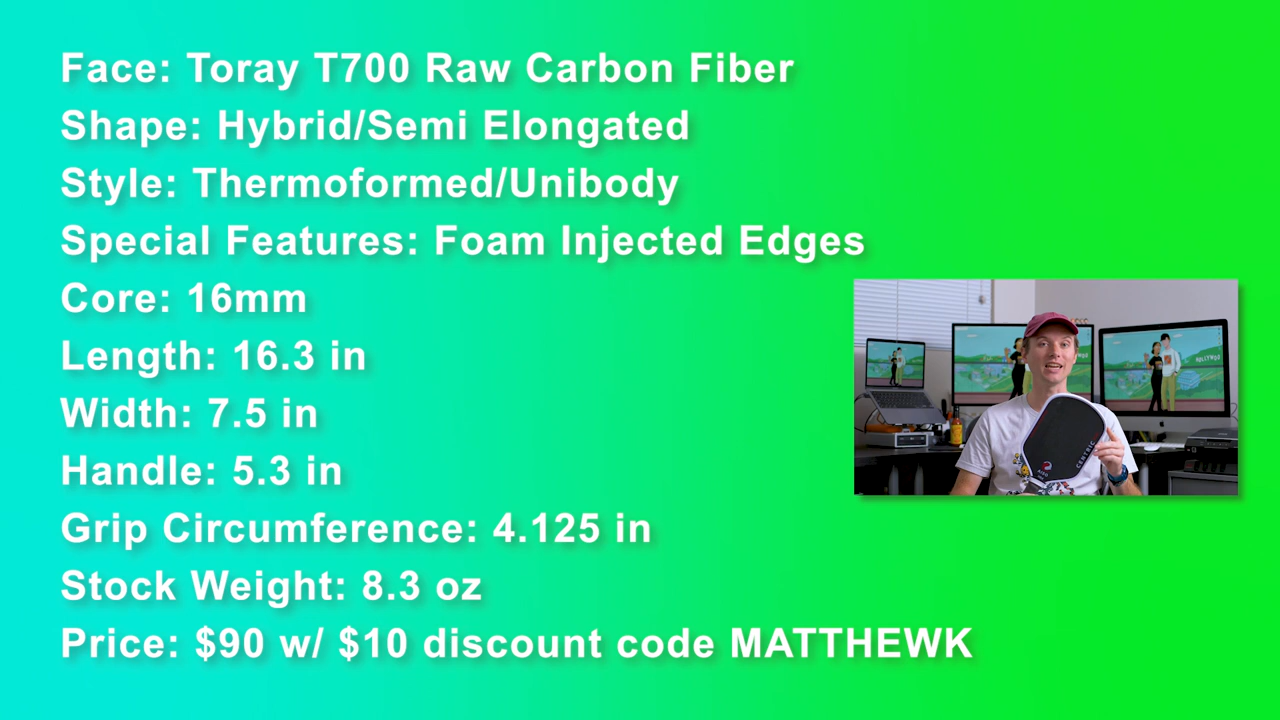 Face: Toray T700 Raw Carbon Fiber
Shape: Hybrid/Semi Elongated
Style: Thermoformed/Unibody
Special Features: Foam Injected Edges
Core: 16mm
Length: 16.3 in
Width: 7.5 in
Handle: 5.3 in
Grip Circumference: 4.125 in
Stock Weight: 8.3 oz
Price: $90 w/ $10 discount code MATTHEWK